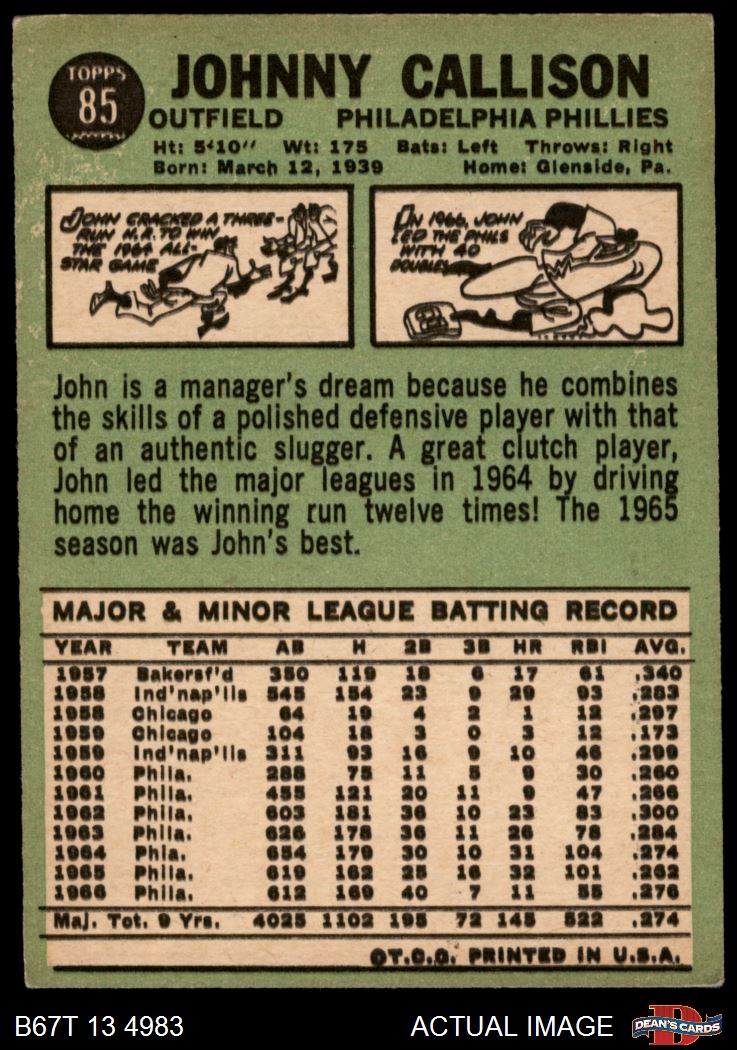 TOPPS
85
JOHNNY CALLISON
OUTFIELD PHILADELPHIA PHILLIES
Ht: 5'10" Wt: 175 Bats: Left Throws: Right
Born: March 12, 1939 Home: Glenside, Pa.
JOHN CRACKED A THREE-
RUN H.R. TO WIN
THE 1964 ALL-
STAR GAME
IN 1966, JOHN
LED THE PHILS
WITH 40
DOUBLES
John is a manager's dream because he combines
the skills of a polished defensive player with that
of an authentic slugger. A great clutch player,
John led the major leagues in 1964 by driving
home the winning run twelve times! The 1965
season was John's best.
MAJOR & MINOR LEAGUE BATTING RECORD
YEAR TEAM AB H 2B 3B HR RBI AVG.
1957 Bakersf'd 350 119 18 6 17 61 .340
1958 Ind'nap'lis 545 154 23 9 29 93 .283
1958 Chicago 64 19 4 2 1 12 .297
1959 Chicago 104 18 3 0 3 12 .173
1959 Ind'nap'lis 311 93 16 9 10 46 .299
1960 Phila. 288 75 11 5 9 30 .260
1961 Phila. 455 121 20 11 9 47 .266
1962 Phila. 603 181 36 10 23 83 .300
1963 Phila. 626 178 36 11 26 78 .284
1964 Phla. 654 179 30 10 31 104 .274
1965 Phila. 619 162 25 16 32 101 .262
1966 Phila. 612 169 40 7 11 55 .276
Maj. Tot. 9 Yrs. 4025 1102 195 72 145 522 .274
©T.C.G. PRINTED IN U.S.A.
B67T 13 4983 ACTUAL IMAGE DEAN'S CARDS